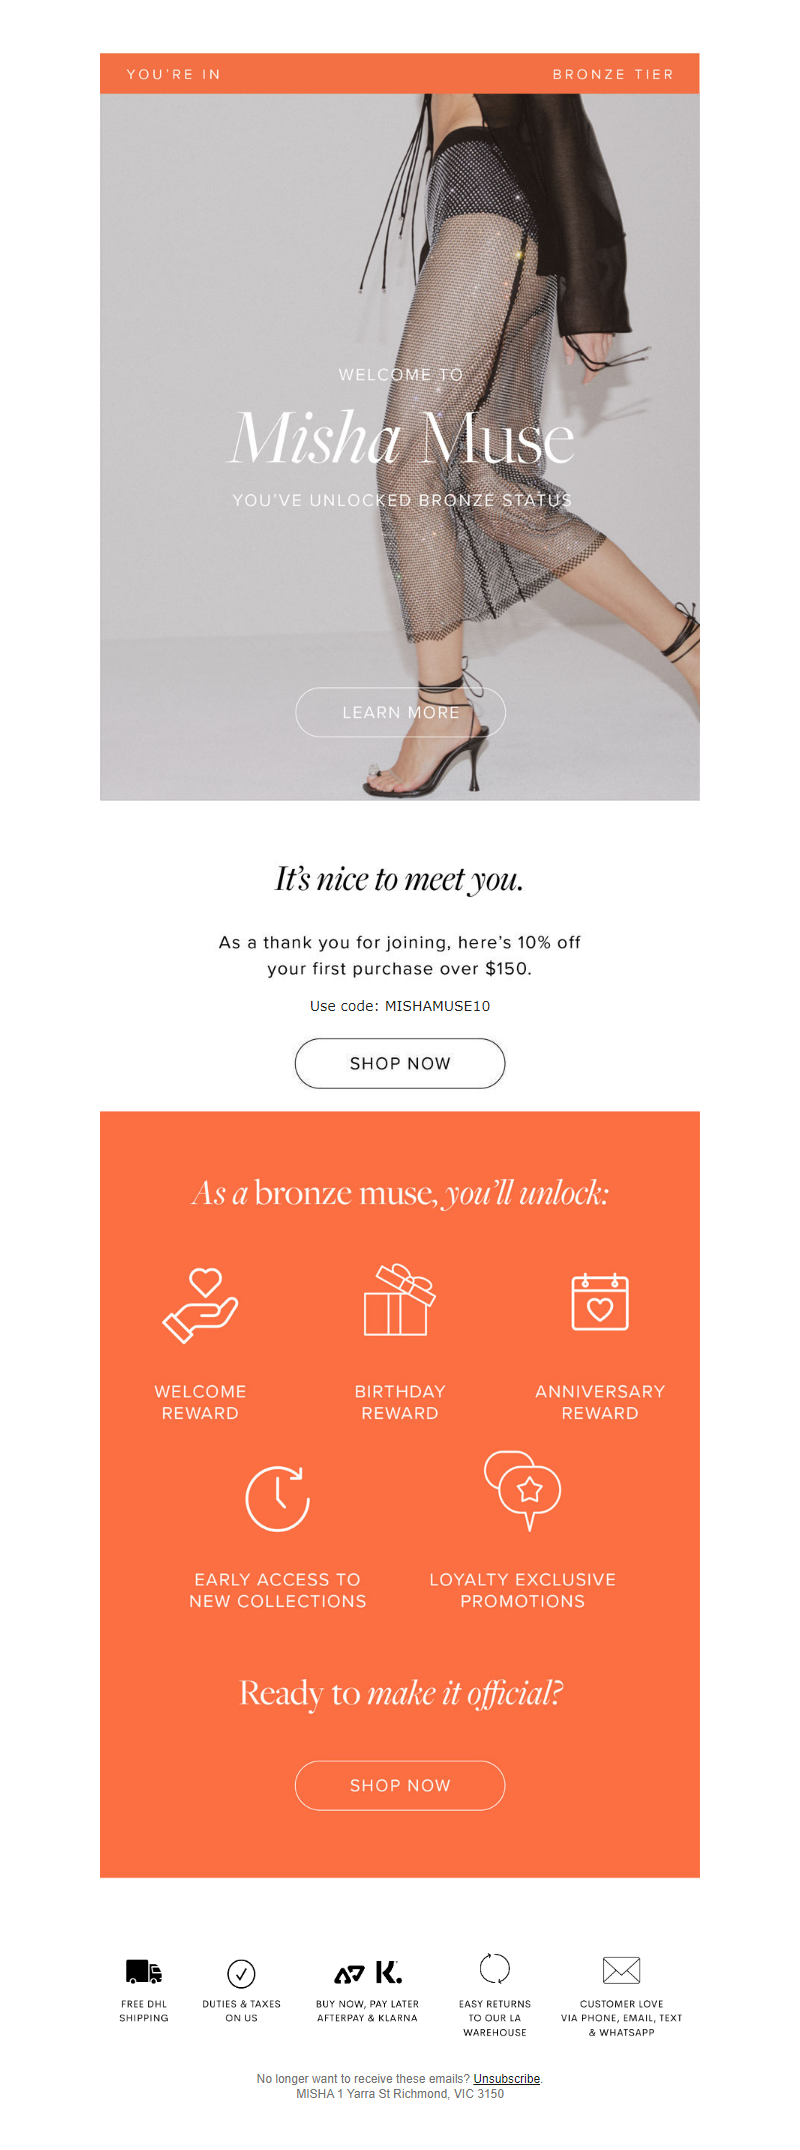 YOU'RE IN
BRONZE TIER
WELCOME TO
Misha Muse
YOU'VE UNLOCKED BRONZE STATUS
LEARN MORE
It's nice to meet you.
As a thank you for joining, here's 10% off
your first purchase over $150.
Use code: MISHAMUSE10
SHOP NOW
As a bronze muse, you'll unlock:
WELCOME
REWARD
BIRTHDAY
REWARD
ANNIVERSARY
REWARD
EARLY ACCESS TO
NEW COLLECTIONS
LOYALTY EXCLUSIVE
PROMOTIONS
Ready to make it official?
SHOP NOW
FREE DHL
SHIPPING
DUTIES & TAXES
ON US
K.
BUY NOW, PAY LATER
AFTERPAY & KLARNA
EASY RETURNS
TO OUR LA
WAREHOUSE
CUSTOMER LOVE
VIA PHONE, EMAIL, TEXT
& WHATSAPP
No longer want to receive these emails? Unsubscribe.
MISHA 1 Yarra St Richmond, VIC 3150